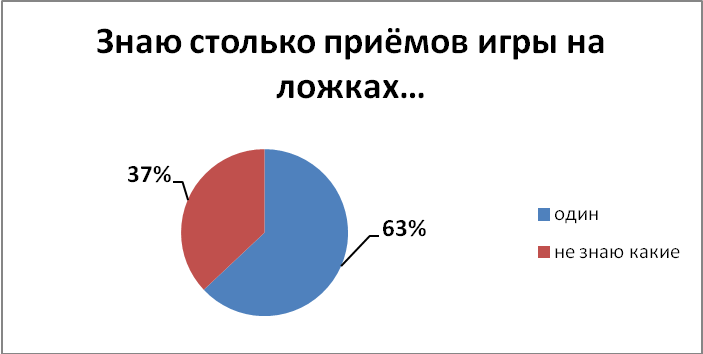 Знаю столько приёмов игры на
ложках...
37%
63%
один
не знаю какие